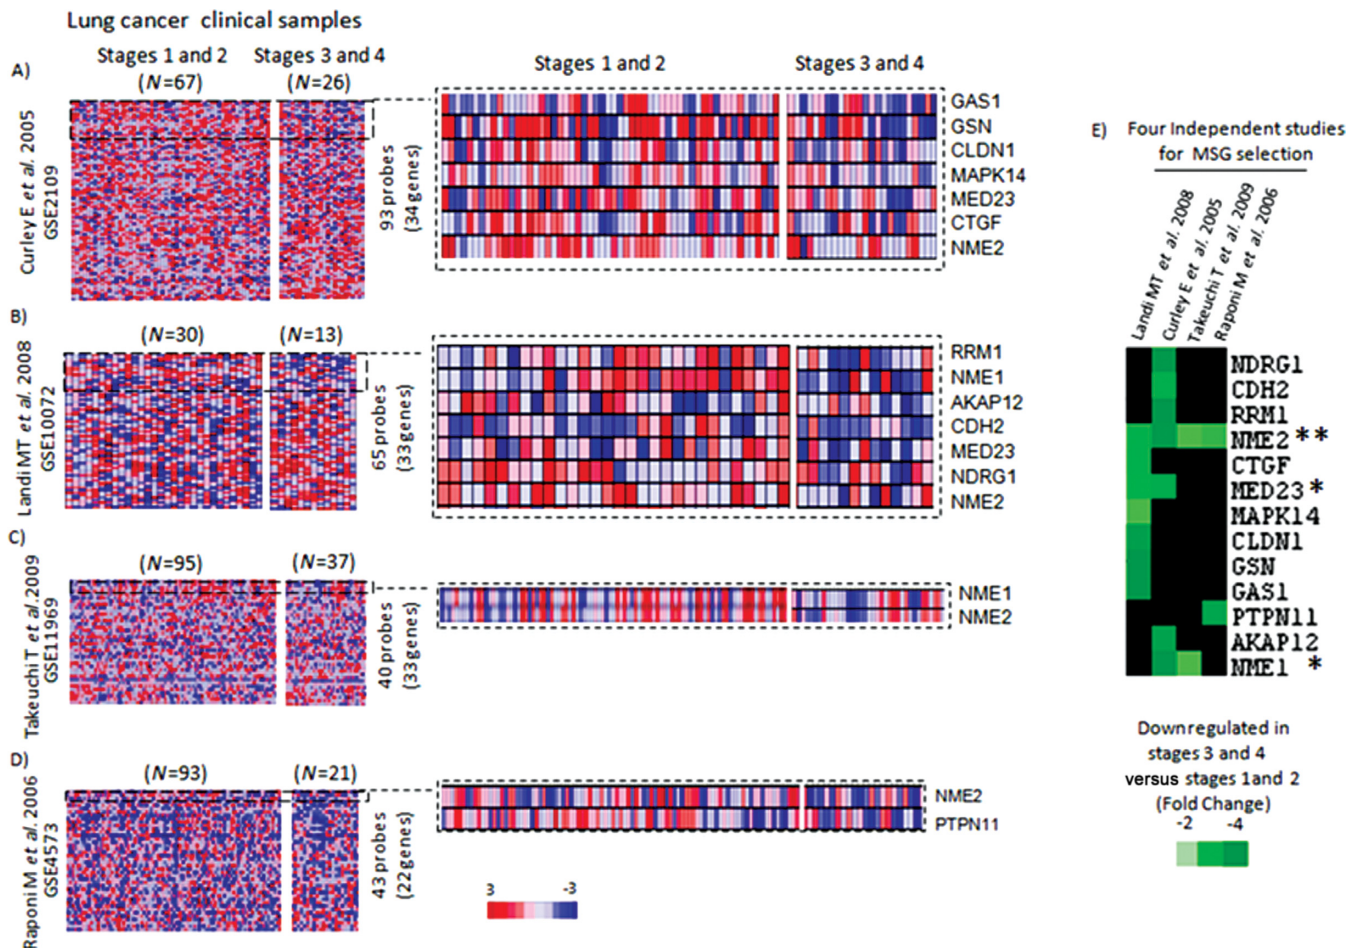 Lung cancer clinical samples
A)
Stages 1 and 2
(N=67)
Stages 3 and 4
(N=26)
Curley E et al. 2005
GSE2109
93 probes
(34 genes)
Stages 1 and 2
Stages 3 and 4
GAS1
GSN
CLDN1
MAPK14
MED23
CTGF
NME2
B)
(N=30)
(N=13)
Landi MT et al. 2008
GSE10072
65 probes
(33genes)
RRM1
NME1
AKAP12
CDH2
MED23
NDRG1
NME2
C)
(N=95)
(N=37)
Takeuchi T et al.2009
GSE11969
40 probes
(33genes)
NME1
NME2
D)
(N=93)
(N=21)
Raponi M et al. 2006
GSE4573
43 probes
(22genes)
NME2
PTPN11
3 -3
E)
Four Independent studies
for MSG selection
Landi MT et al. 2008
Curley E et al. 2005
Takeuchi T et al. 2009
Raponi M et al. 2006
NDRG1
CDH2
RRM1
NME2 **
CTGF
MED23 *
MAPK14
CLDN1
GSN
GAS1
PTPN11
AKAP12
NME1 *
Downregulated in
stages 3 and 4
versus stages 1and 2
(Fold Change)
-2 -4